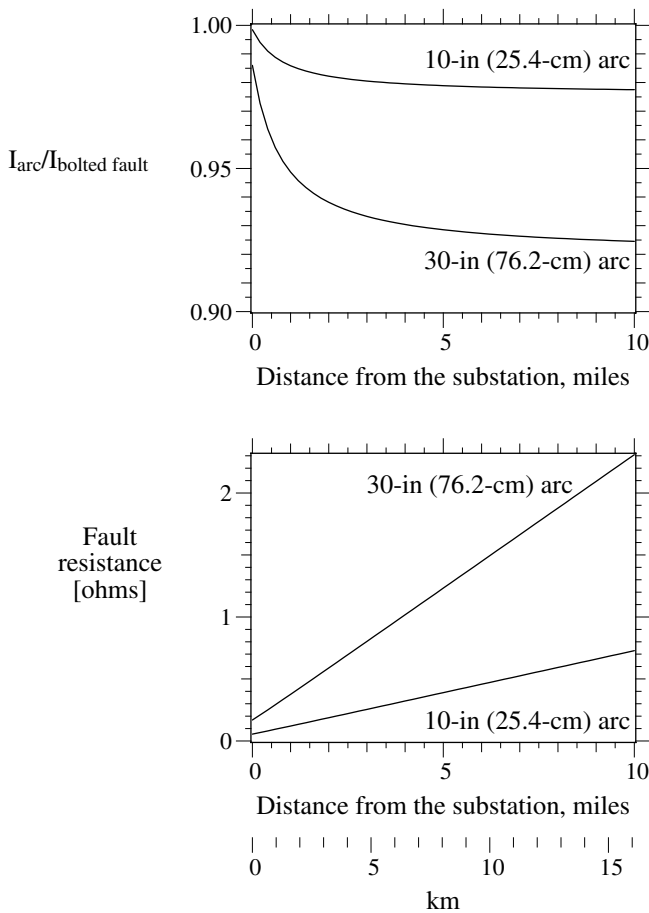 1.00
10-in (25.4-cm) arc
I_arc/I_bolted fault
0.95
30-in (76.2-cm) arc
0.90
0 5 10
Distance from the substation, miles
2
30-in (76.2-cm) arc
Fault
resistance
[ohms]
1
10-in (25.4-cm) arc
0
0 5 10
Distance from the substation, miles
0 5 10 15
km